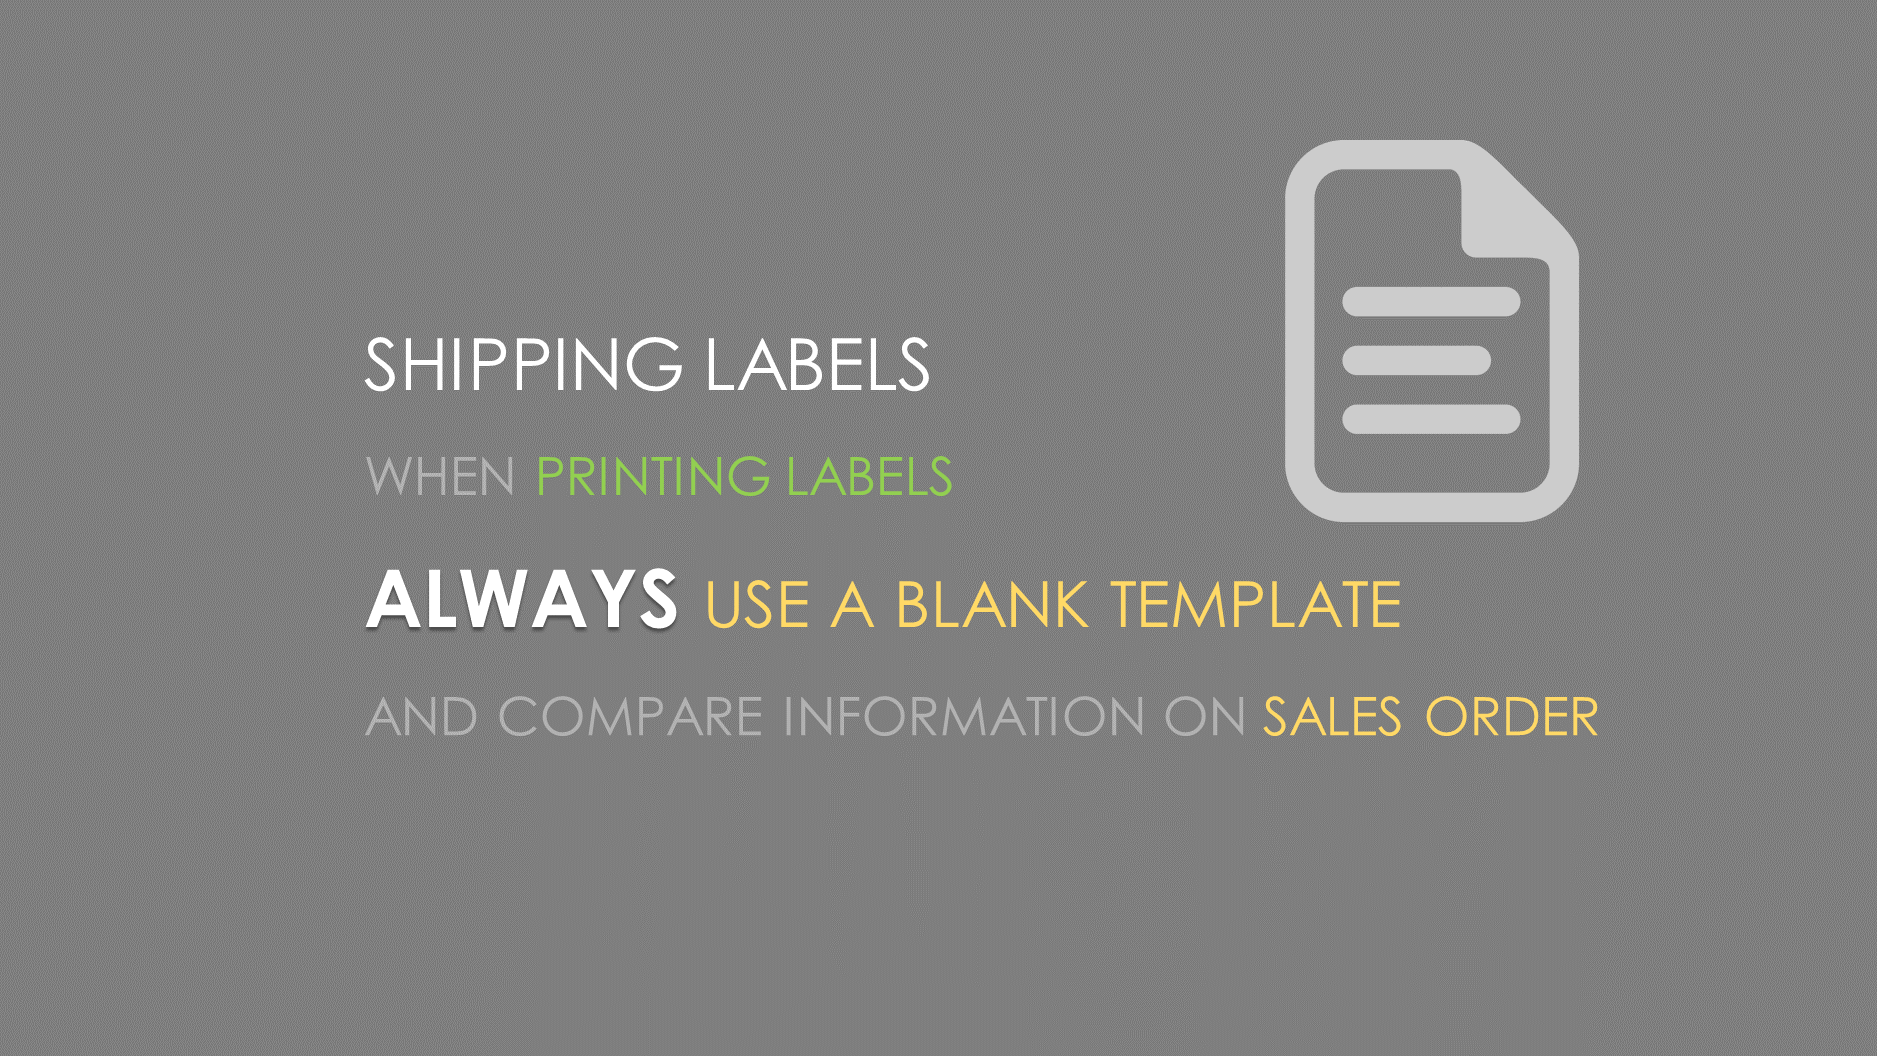 SHIPPING LABELS
WHEN PRINTING LABELS
ALWAYS USE A BLANK TEMPLATE
AND COMPARE INFORMATION ON SALES ORDER